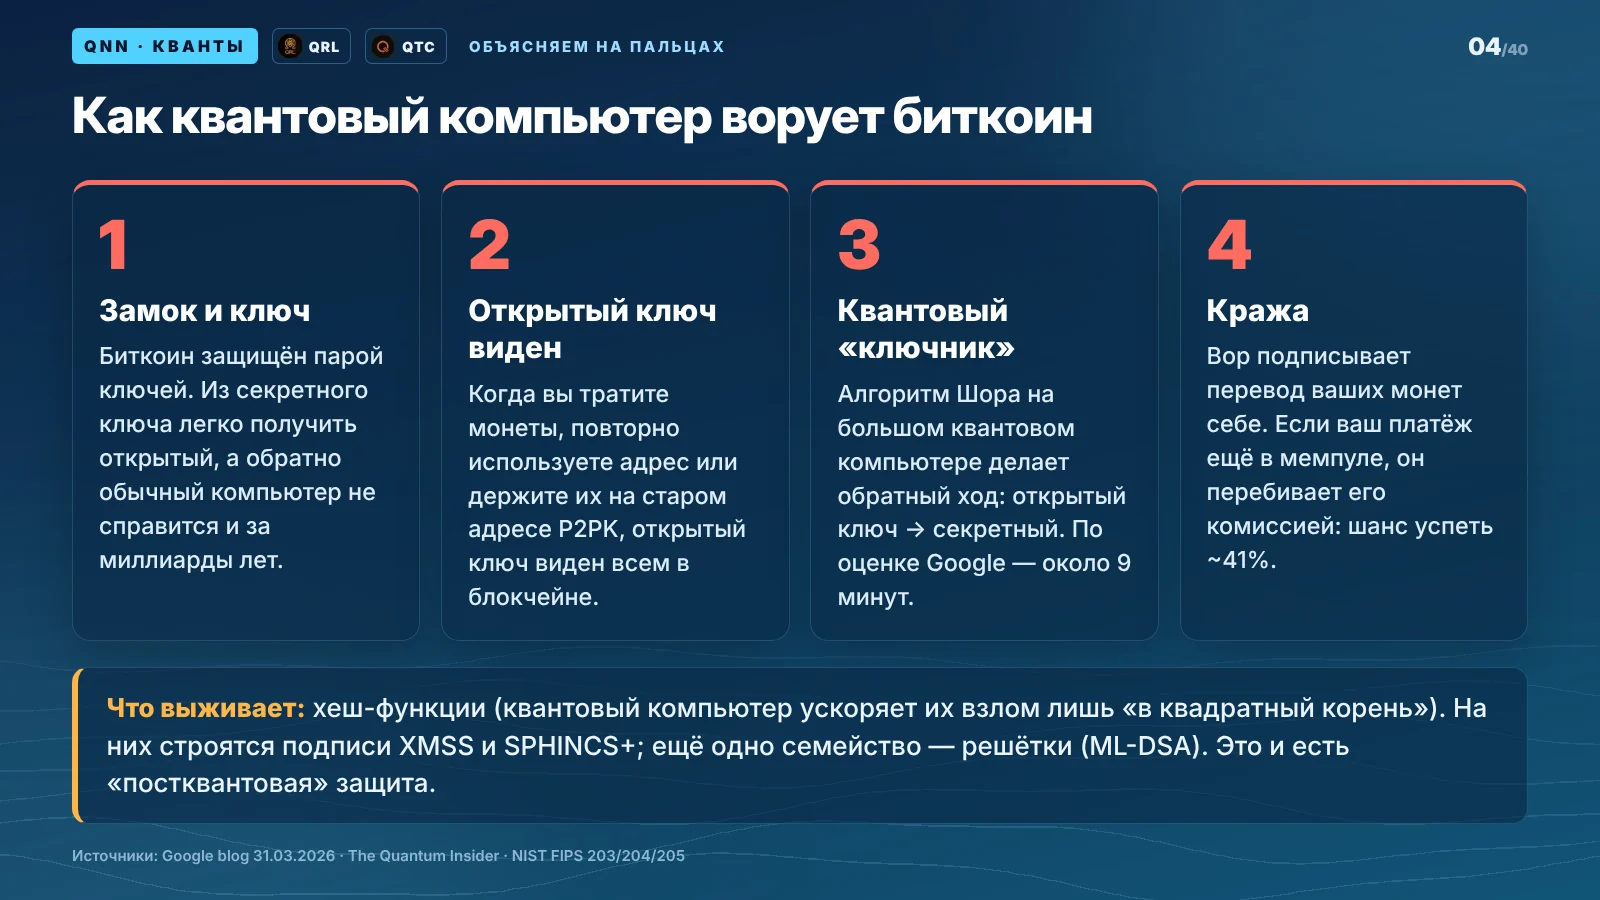 QNN · КВАНТЫ
QRL
QTC
ОБЪЯСНЯЕМ НА ПАЛЬЦАХ
04/40
Как квантовый компьютер ворует биткоин
1
Замок и ключ
Биткоин защищён парой
ключей. Из секретного
ключа легко получить
открытый, а обратно
обычный компьютер не
справится и за
миллиарды лет.
2
Открытый ключ
виден
Когда вы тратите
монеты, повторно
используете адрес или
держите их на старом
адресе P2PK, открытый
ключ виден всем в
блокчейне.
3
Квантовый
«ключник»
Алгоритм Шора на
большом квантовом
компьютере делает
обратный ход: открытый
ключ → секретный. По
оценке Google — около 9
минут.
4
Кража
Вор подписывает
перевод ваших монет
себе. Если ваш платёж
ещё в мемпуле, он
перебивает его
комиссией: шанс успеть
~41%.
Что выживает: хеш-функции (квантовый компьютер ускоряет их взлом лишь «в квадратный корень»). На
них строятся подписи XMSS и SPHINCS+; ещё одно семейство — решётки (ML-DSA). Это и есть
«постквантовая» защита.
Источники: Google blog 31.03.2026 · The Quantum Insider · NIST FIPS 203/204/205